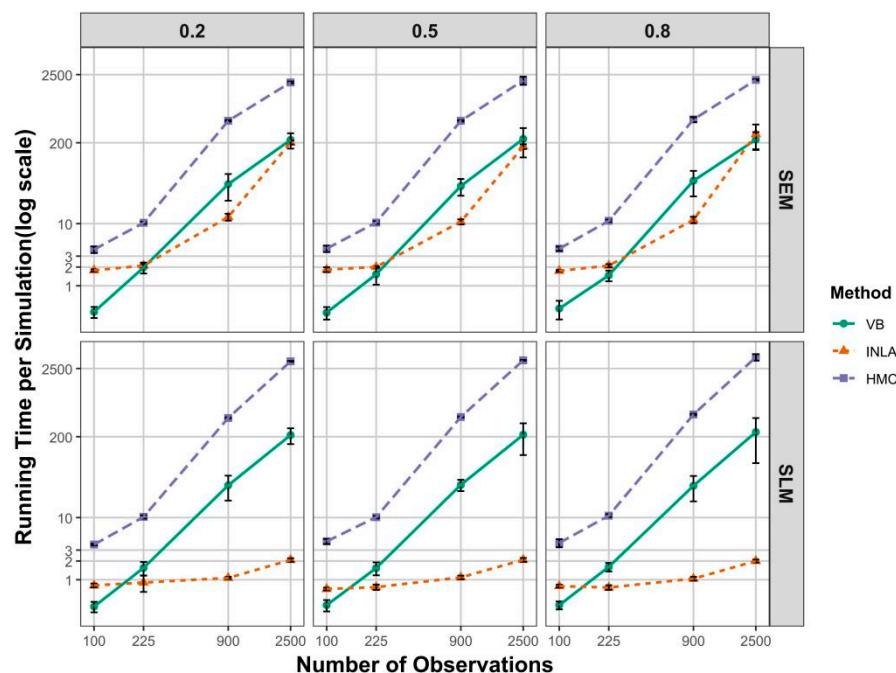 0.2 0.5 0.8
Running Time per Simulation(log scale)
2500
200
10
3
2
1
SEM
2500
200
10
3
2
1
SLM
100 225 900 2500 100 225 900 2500 100 225 900 2500
Number of Observations
Method
VB
INLA
HMC